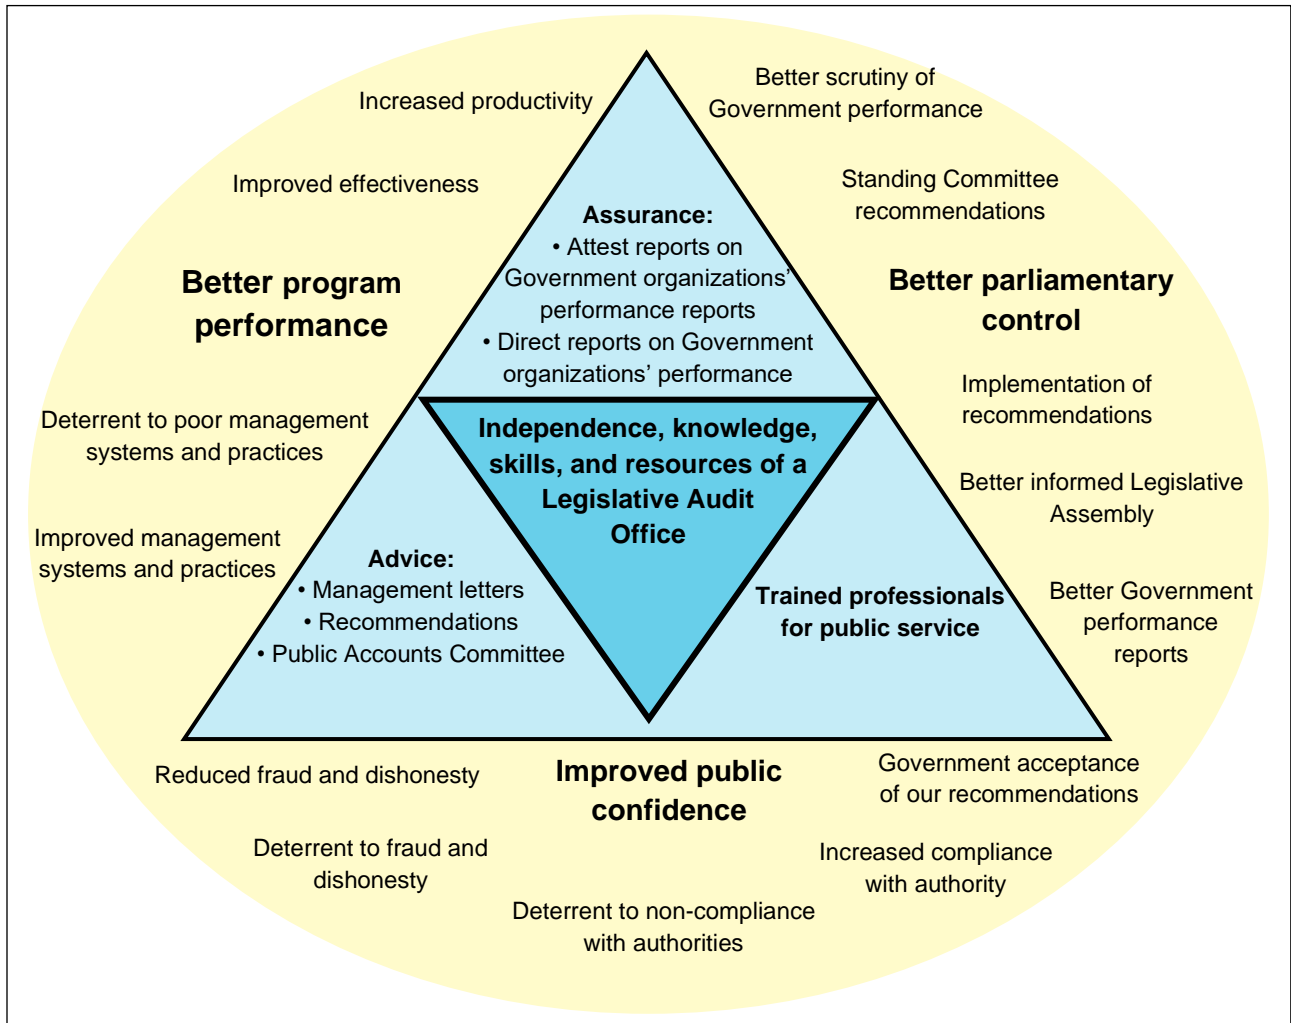 Increased productivity
Better scrutiny of
Government performance
Improved effectiveness
Standing Committee
recommendations
Assurance:
• Attest reports on
Government organizations’
performance reports
• Direct reports on Government
organizations’ performance
Better program
performance
Better parliamentary
control
Implementation of
recommendations
Deterrent to poor management
systems and practices
Independence, knowledge,
skills, and resources of a
Legislative Audit
Office
Better informed Legislative
Assembly
Improved management
systems and practices
Advice:
• Management letters
• Recommendations
• Public Accounts Committee
Trained professionals
for public service
Better Government
performance
reports
Reduced fraud and dishonesty
Improved public
confidence
Government acceptance
of our recommendations
Deterrent to fraud and
dishonesty
Increased compliance
with authority
Deterrent to non-compliance
with authorities